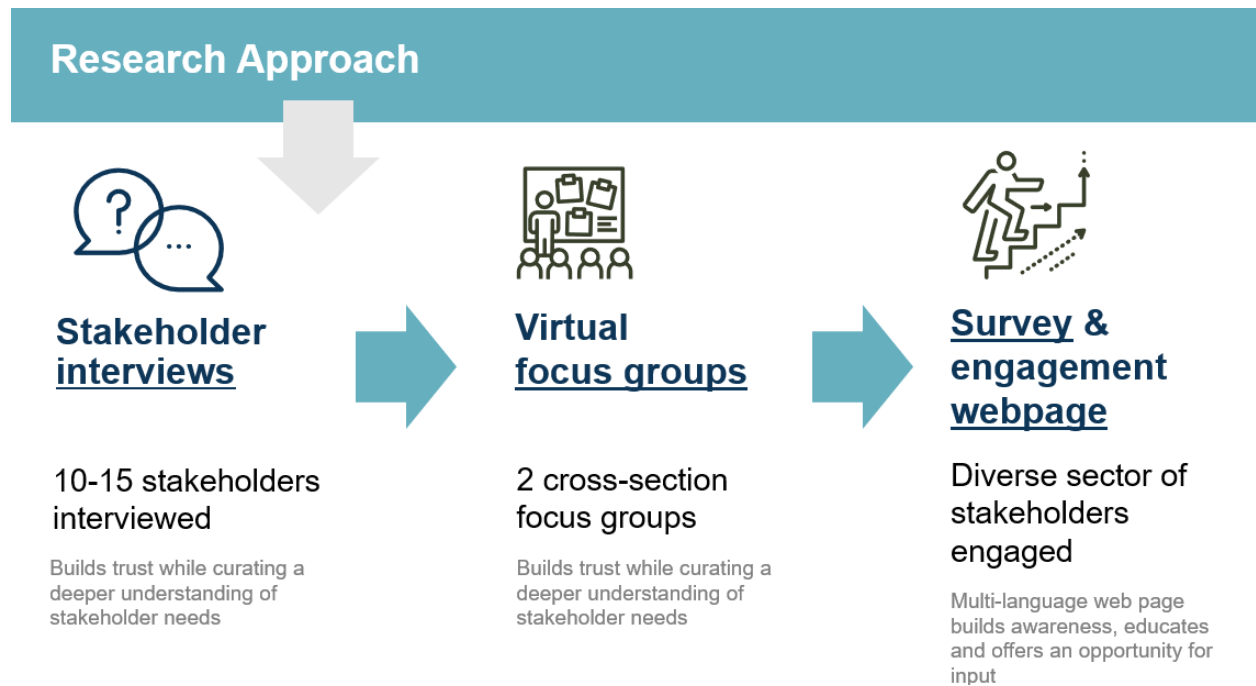 Research Approach
?
...
Stakeholder
interviews
10-15 stakeholders
interviewed
Builds trust while curating a
deeper understanding of
stakeholder needs
Virtual
focus groups
2 cross-section
focus groups
Builds trust while curating a
deeper understanding of
stakeholder needs
Survey &
engagement
webpage
Diverse sector of
stakeholders
engaged
Multi-language web page
builds awareness, educates
and offers an opportunity for
input